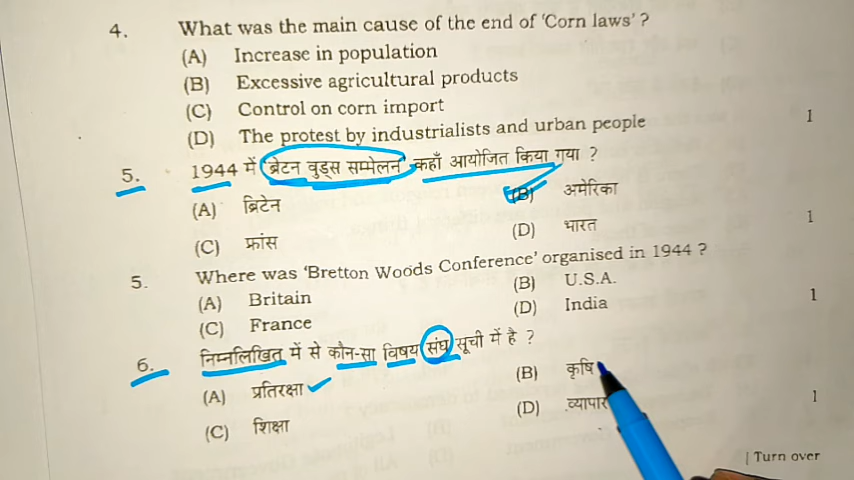 4. What was the main cause of the end of 'Corn laws' ?
(A) Increase in population
(B) Excessive agricultural products
(C) Control on corn import
(D) The protest by industrialists and urban people 1
5. 1944 में 'ब्रेटन वुड्स सम्मेलन' कहाँ आयोजित किया गया ?
(A) ब्रिटेन (B) अमेरिका
(C) फ्रांस (D) भारत 1
5. Where was 'Bretton Woods Conference' organised in 1944 ?
(A) Britain (B) U.S.A.
(C) France (D) India 1
6. निम्नलिखित में से कौन-सा विषय संघ सूची में है ?
(A) प्रतिरक्षा (B) कृषि
(C) शिक्षा (D) व्यापार 1
| Turn over